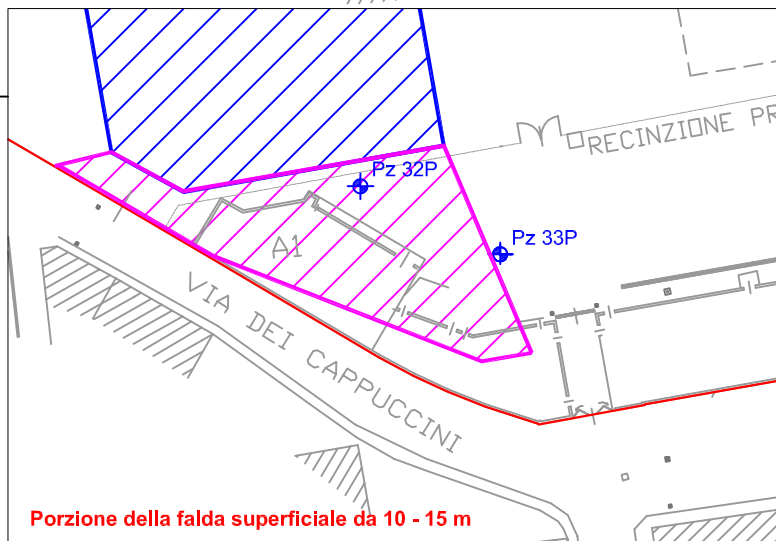 RECINZIONE PR
Pz 32P
Pz 33P
A1
VIA DEI CAPPUCCINI
Porzione della falda superficiale da 10 - 15 m